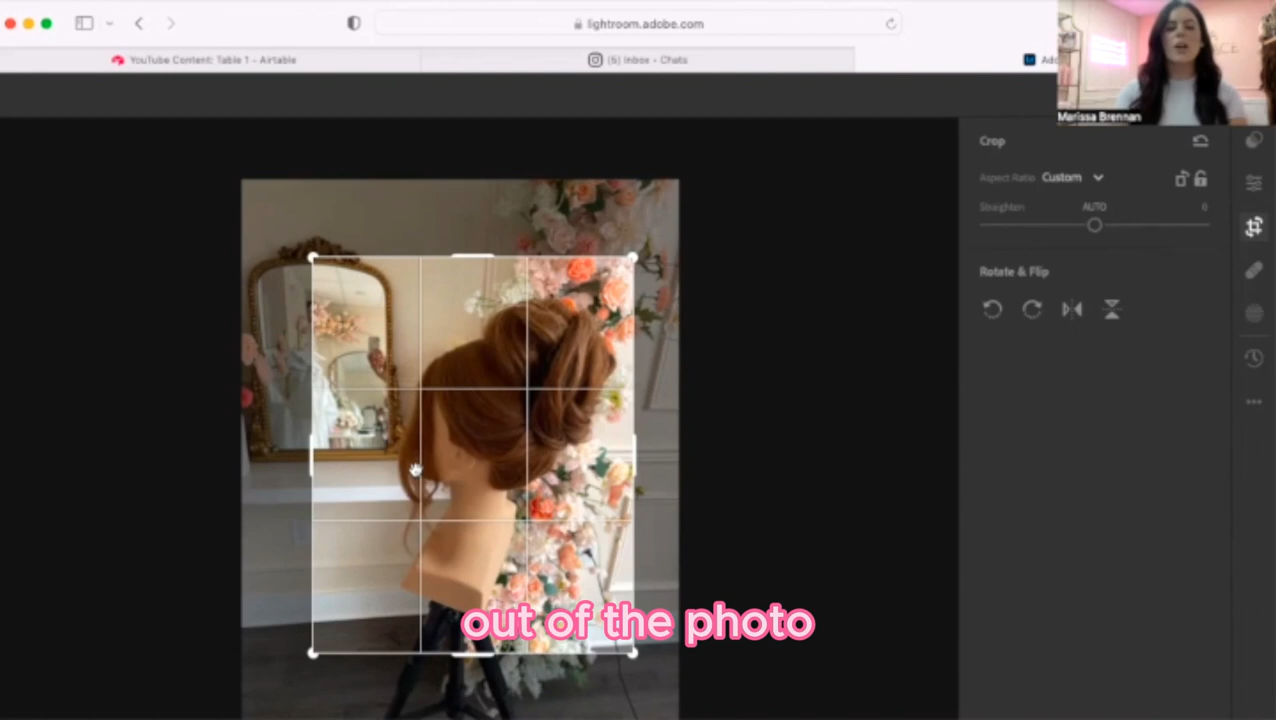 lightroom.adobe.com
YouTube Content: Table 1 - Airtable
(5) Inbox • Chats
Ado
Marissa Brennan
Crop
Aspect Ratio Custom
Straighten AUTO 0
Rotate & Flip
out of the photo